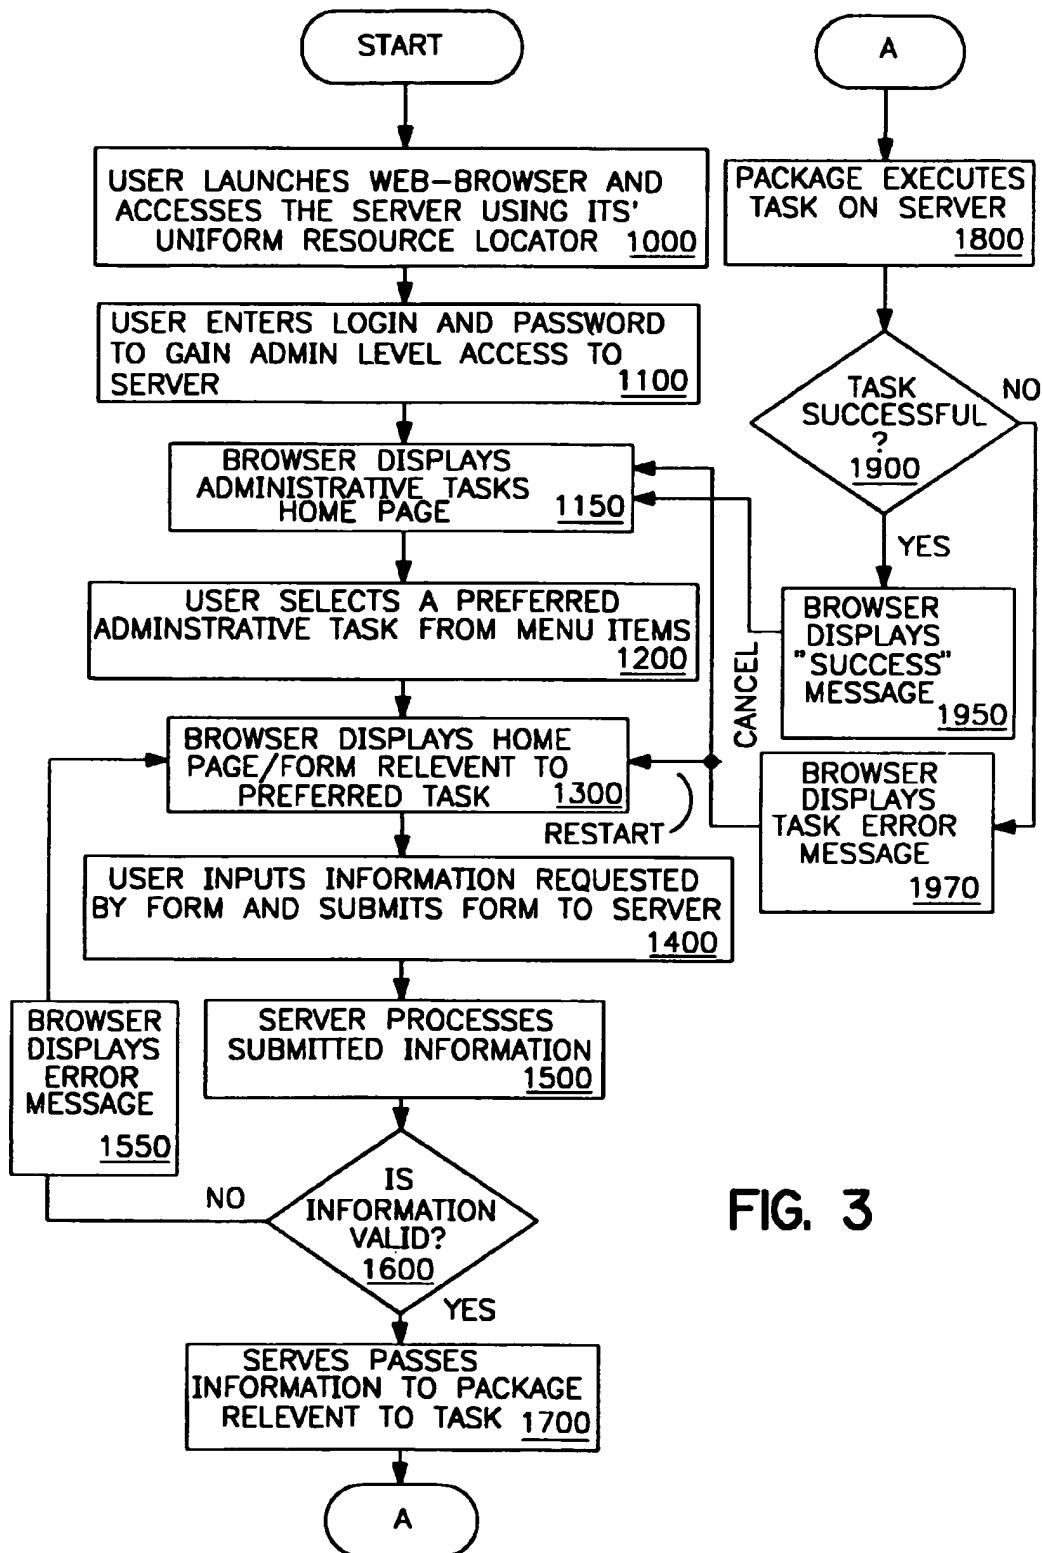 START
USER LAUNCHES WEB-BROWSER AND
ACCESSES THE SERVER USING ITS'
UNIFORM RESOURCE LOCATOR 1000
USER ENTERS LOGIN AND PASSWORD
TO GAIN ADMIN LEVEL ACCESS TO
SERVER 1100
BROWSER DISPLAYS
ADMINISTRATIVE TASKS
HOME PAGE 1150
USER SELECTS A PREFERRED
ADMINSTRATIVE TASK FROM MENU ITEMS
1200
BROWSER DISPLAYS HOME
PAGE/FORM RELEVENT TO
PREFERRED TASK 1300
RESTART
CANCEL
USER INPUTS INFORMATION REQUESTED
BY FORM AND SUBMITS FORM TO SERVER
1400
SERVER PROCESSES
SUBMITTED INFORMATION
1500
BROWSER
DISPLAYS
ERROR
MESSAGE
1550
IS
INFORMATION
VALID?
1600
NO
YES
SERVES PASSES
INFORMATION TO PACKAGE
RELEVENT TO TASK 1700
A
A
PACKAGE EXECUTES
TASK ON SERVER
1800
TASK
SUCCESSFUL
?
1900
NO
YES
BROWSER
DISPLAYS
"SUCCESS"
MESSAGE
1950
BROWSER
DISPLAYS
TASK ERROR
MESSAGE
1970
FIG. 3